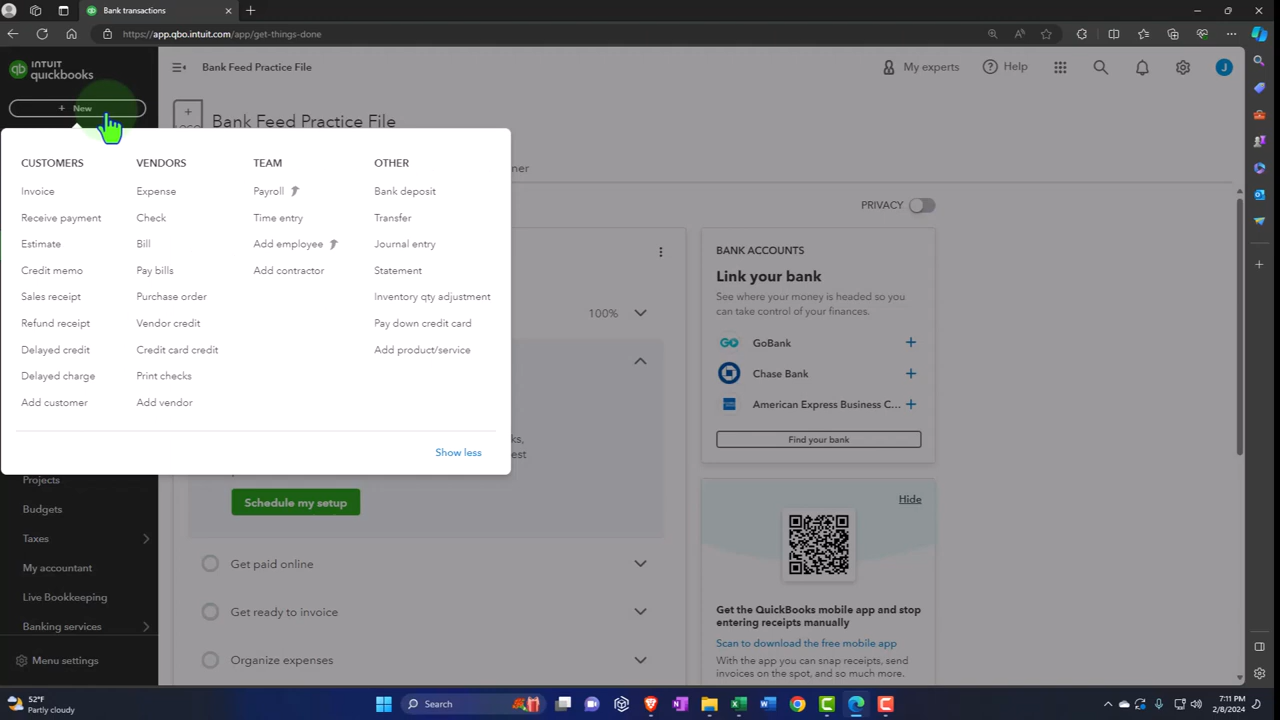 Bank transactions
https://app.qbo.intuit.com/app/get-things-done
INTUIT
quickbooks
Bank Feed Practice File
My experts
Help
J
+ New
+
Bank Feed Practice File
CUSTOMERS
Invoice
Receive payment
Estimate
Credit memo
Sales receipt
Refund receipt
Delayed credit
Delayed charge
Add customer
VENDORS
Expense
Check
Bill
Pay bills
Purchase order
Vendor credit
Credit card credit
Print checks
Add vendor
TEAM
Payroll
Time entry
Add employee
Add contractor
OTHER
Bank deposit
Transfer
Journal entry
Statement
Inventory qty adjustment
Pay down credit card
Add product/service
Show less
ner
PRIVACY
100%
ks,
est
Schedule my setup
Get paid online
Get ready to invoice
Organize expenses
BANK ACCOUNTS
Link your bank
See where your money is headed so you
can take control of your finances.
GoBank
Chase Bank
American Express Business C...
Find your bank
Hide
Get the QuickBooks mobile app and stop
entering receipts manually
Scan to download the free mobile app
With the app you can snap receipts, send
invoices on the spot, and so much more.
Projects
Budgets
Taxes
My accountant
Live Bookkeeping
Banking services
Menu settings
52°F
Partly cloudy
Search
7:11 PM
2/8/2024